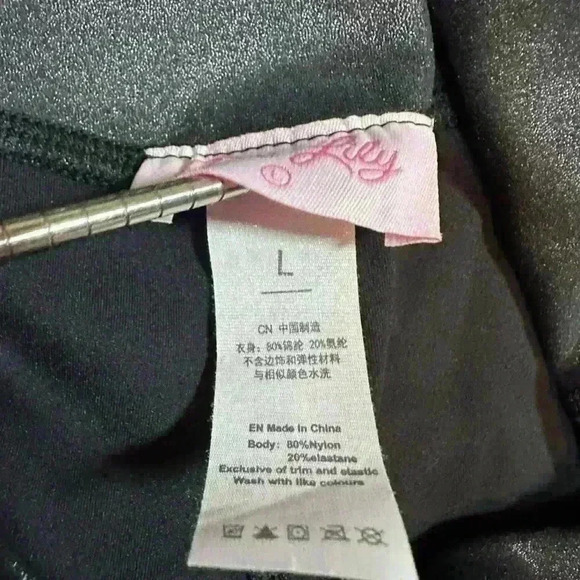 Lily
L
CN 中国制造
衣身: 80%锦纶 20%氨纶
不含边饰和弹性材料
与相似颜色水洗
EN Made in China
Body: 80%Nylon
20%elastane
Exclusive of trim and elastic
Wash with like colours